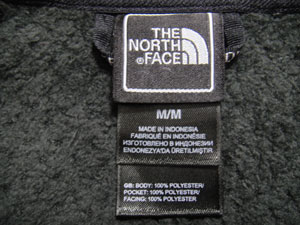 THE
NORTH
®FACE
M/M
MADE IN INDONESIA
FABRIQUÉ EN INDONÉSIE
ИЗГОТОВЛЕНО В ИНДОНЕЗИИ
ENDONEZYA'DA ÜRETILMIŞTIR
GB: BODY: 100% POLYESTER/
POCKET: 100% POLYESTER/
FACING: 100% POLYESTER